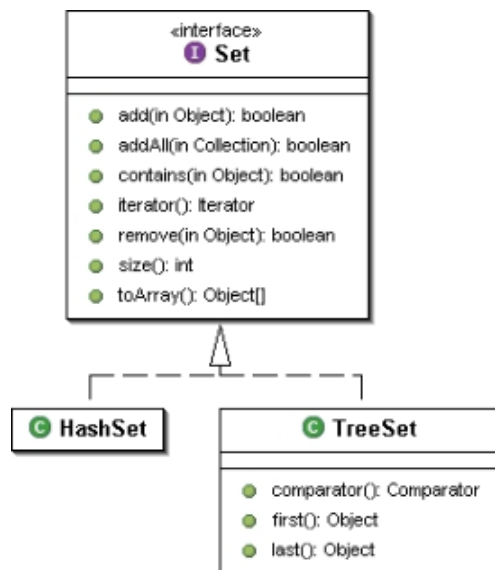 «interface»
I Set
add(in Object): boolean
addAll(in Collection): boolean
contains(in Object): boolean
iterator(): Iterator
remove(in Object): boolean
size(): int
toArray(): Object[]
C HashSet
C TreeSet
comparator(): Comparator
first(): Object
last(): Object